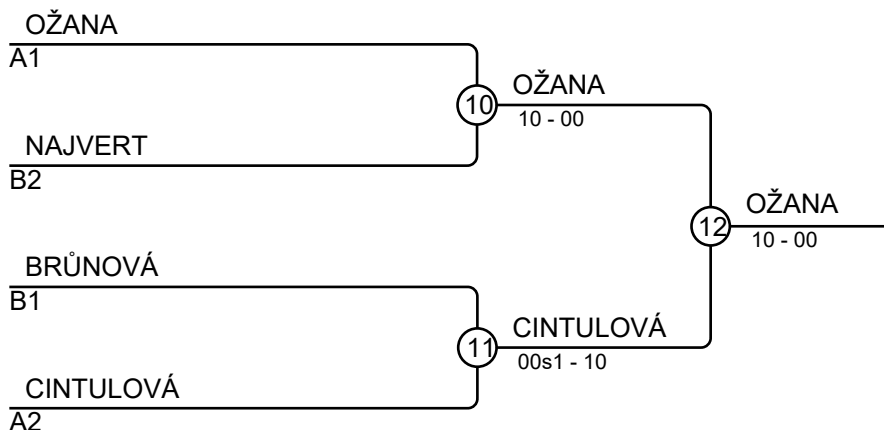 OŽANA
A1
10
OŽANA
10 - 00
NAJVERT
B2
12
OŽANA
10 - 00
BRŮNOVÁ
B1
11
CINTULOVÁ
00s1 - 10
CINTULOVÁ
A2